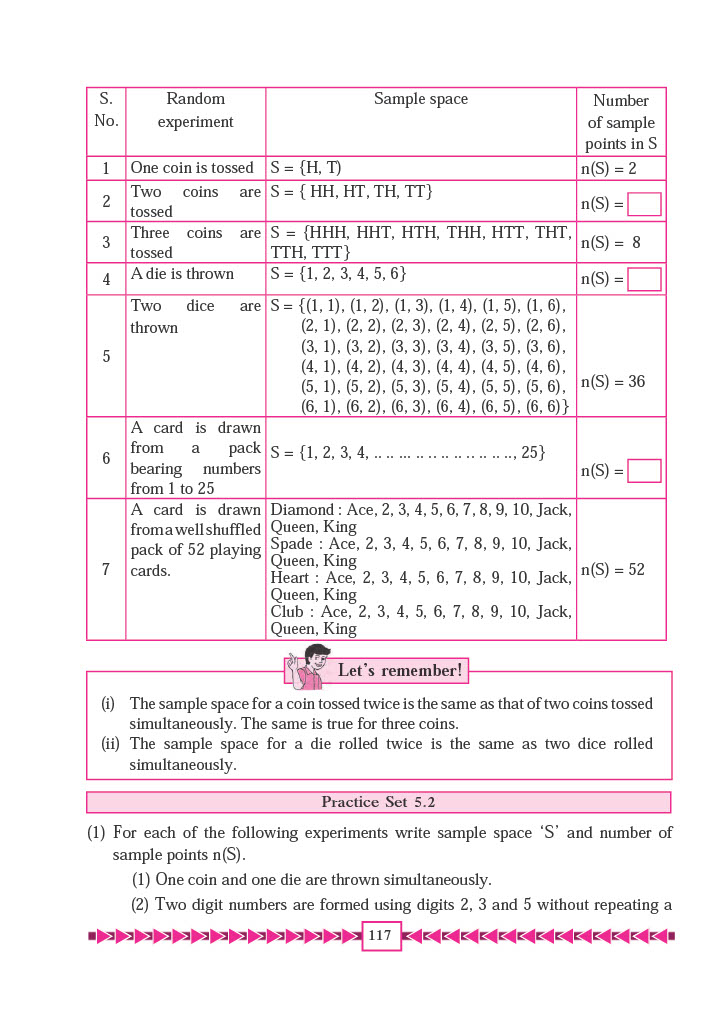 S. No.
Random experiment
Sample space
Number of sample points in S
1
One coin is tossed
S = {H, T)
n(S) = 2
2
Two coins are
tossed
S = { HH, HT, TH, TT}
n(S) =
3
Three coins are
tossed
S = {HHH, HHT, HTH, THH, HTT, THT,
TTH, TTT}
n(S) = 8
4
A die is thrown
S = {1, 2, 3, 4, 5, 6}
n(S) =
5
Two dice are
thrown
S = {(1, 1), (1, 2), (1, 3), (1, 4), (1, 5), (1, 6),
(2, 1), (2, 2), (2, 3), (2, 4), (2, 5), (2, 6),
(3, 1), (3, 2), (3, 3), (3, 4), (3, 5), (3, 6),
(4, 1), (4, 2), (4, 3), (4, 4), (4, 5), (4, 6),
(5, 1), (5, 2), (5, 3), (5, 4), (5, 5), (5, 6),
(6, 1), (6, 2), (6, 3), (6, 4), (6, 5), (6, 6)}
n(S) = 36
6
A card is drawn
from a pack
bearing numbers
from 1 to 25
S = {1, 2, 3, 4, .. .. ... .. .. .. .. .. .. .. .., 25}
n(S) =
7
A card is drawn
from a well shuffled
pack of 52 playing
cards.
Diamond : Ace, 2, 3, 4, 5, 6, 7, 8, 9, 10, Jack,
Queen, King
Spade : Ace, 2, 3, 4, 5, 6, 7, 8, 9, 10, Jack,
Queen, King
Heart : Ace, 2, 3, 4, 5, 6, 7, 8, 9, 10, Jack,
Queen, King
Club : Ace, 2, 3, 4, 5, 6, 7, 8, 9, 10, Jack,
Queen, King
n(S) = 52
Let's remember!
(i) The sample space for a coin tossed twice is the same as that of two coins tossed
simultaneously. The same is true for three coins.
(ii) The sample space for a die rolled twice is the same as two dice rolled
simultaneously.
Practice Set 5.2
(1) For each of the following experiments write sample space ‘S’ and number of
sample points n(S).
(1) One coin and one die are thrown simultaneously.
(2) Two digit numbers are formed using digits 2, 3 and 5 without repeating a
117